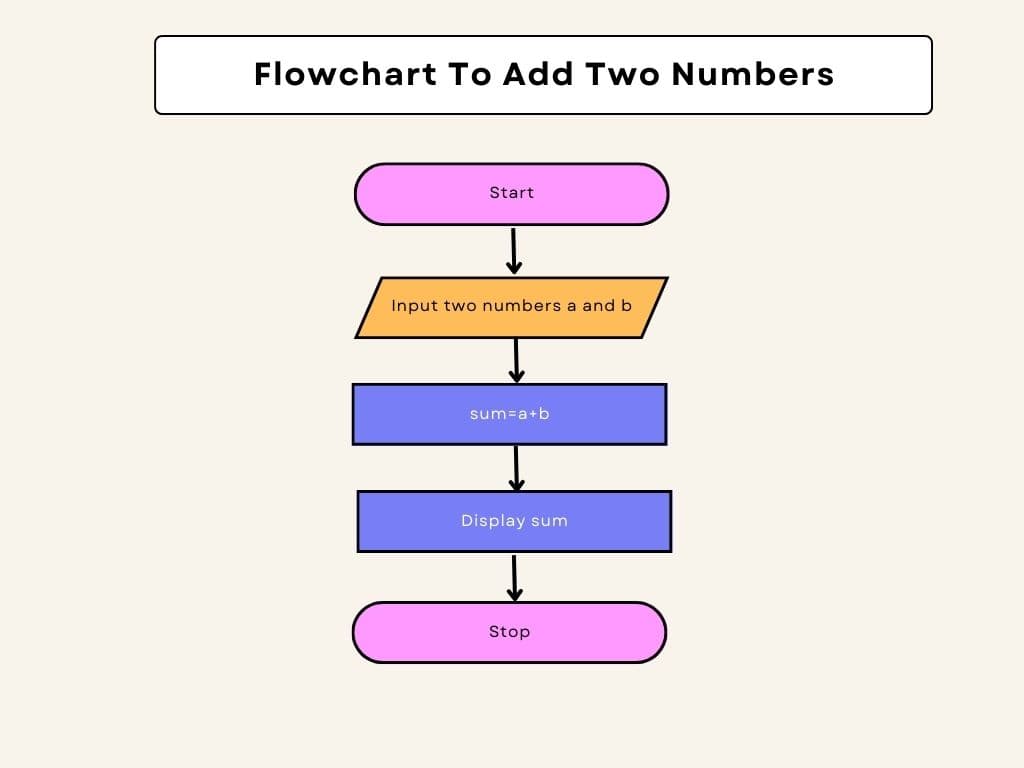 Flowchart To Add Two Numbers
Start
Input two numbers a and b
sum=a+b
Display sum
Stop